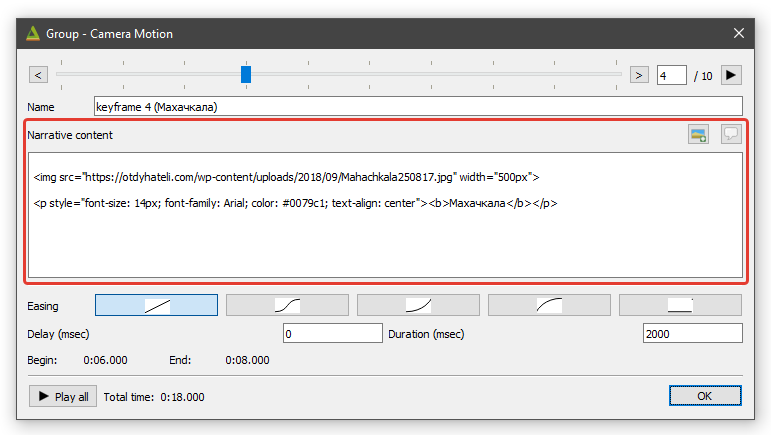 Group - Camera Motion
< > 4 / 10
Name keyframe 4 (Махачкала)
Narrative content
<img src="https://otdyhateli.com/wp-content/uploads/2018/09/Mahachkala250817.jpg" width="500px">
<p style="font-size: 14px; font-family: Arial; color: #0079c1; text-align: center"><b>Махачкала</b></p>
Easing
Delay (msec) 0 Duration (msec) 2000
Begin: 0:06.000 End: 0:08.000
Play all Total time: 0:18.000 OK